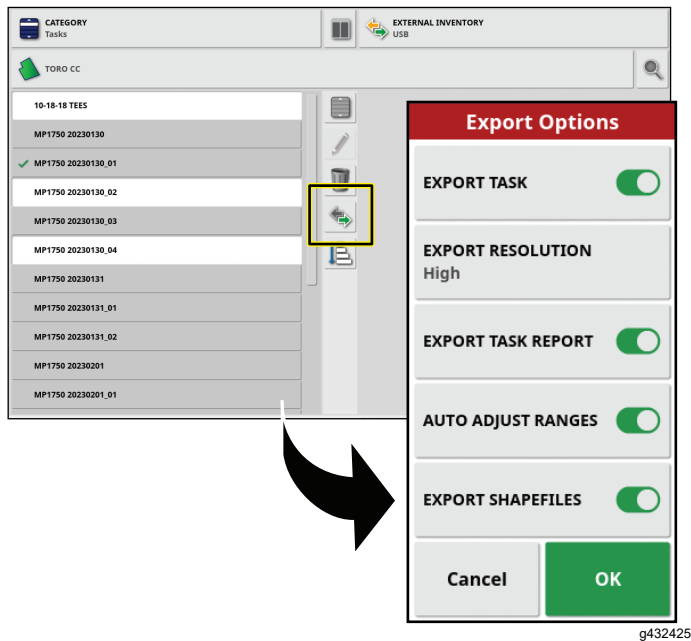 CATEGORY
Tasks
EXTERNAL INVENTORY
USB
TORO CC
10-18-18 TEES
MP1750 20230130
MP1750 20230130_01
MP1750 20230130_02
MP1750 20230130_03
MP1750 20230130_04
MP1750 20230131
MP1750 20230131_01
MP1750 20230131_02
MP1750 20230201
MP1750 20230201_01
Export Options
EXPORT TASK
EXPORT RESOLUTION
High
EXPORT TASK REPORT
AUTO ADJUST RANGES
EXPORT SHAPEFILES
Cancel
OK
g432425